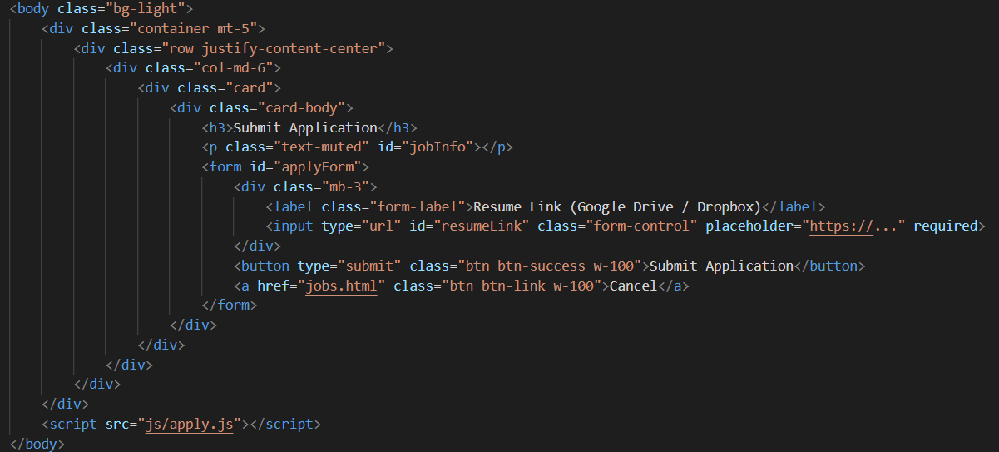 <body class="bg-light">
<div class="container mt-5">
<div class="row justify-content-center">
<div class="col-md-6">
<div class="card">
<div class="card-body">
<h3>Submit Application</h3>
<p class="text-muted" id="jobInfo"></p>
<form id="applyForm">
<div class="mb-3">
<label class="form-label">Resume Link (Google Drive / Dropbox)</label>
<input type="url" id="resumeLink" class="form-control" placeholder="https://..." required>
</div>
<button type="submit" class="btn btn-success w-100">Submit Application</button>
<a href="jobs.html" class="btn btn-link w-100">Cancel</a>
</form>
</div>
</div>
</div>
</div>
</div>
<script src="js/apply.js"></script>
</body>